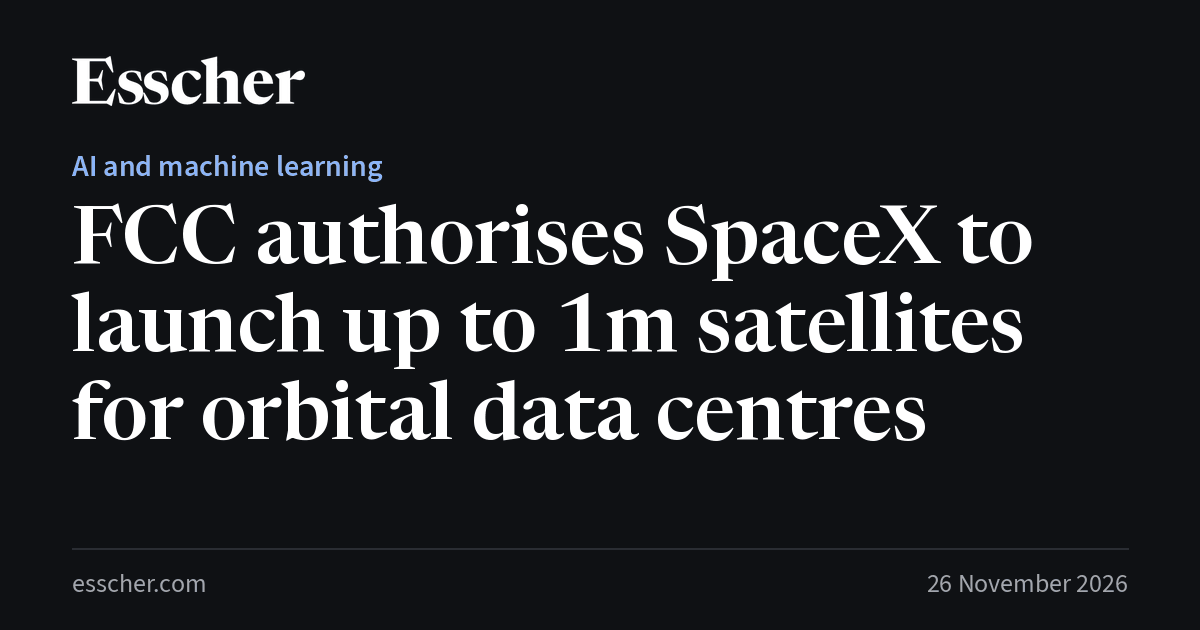 Esscher
AI and machine learning
FCC authorises SpaceX to
launch up to 1m satellites
for orbital data centres
esscher.com
26 November 2026